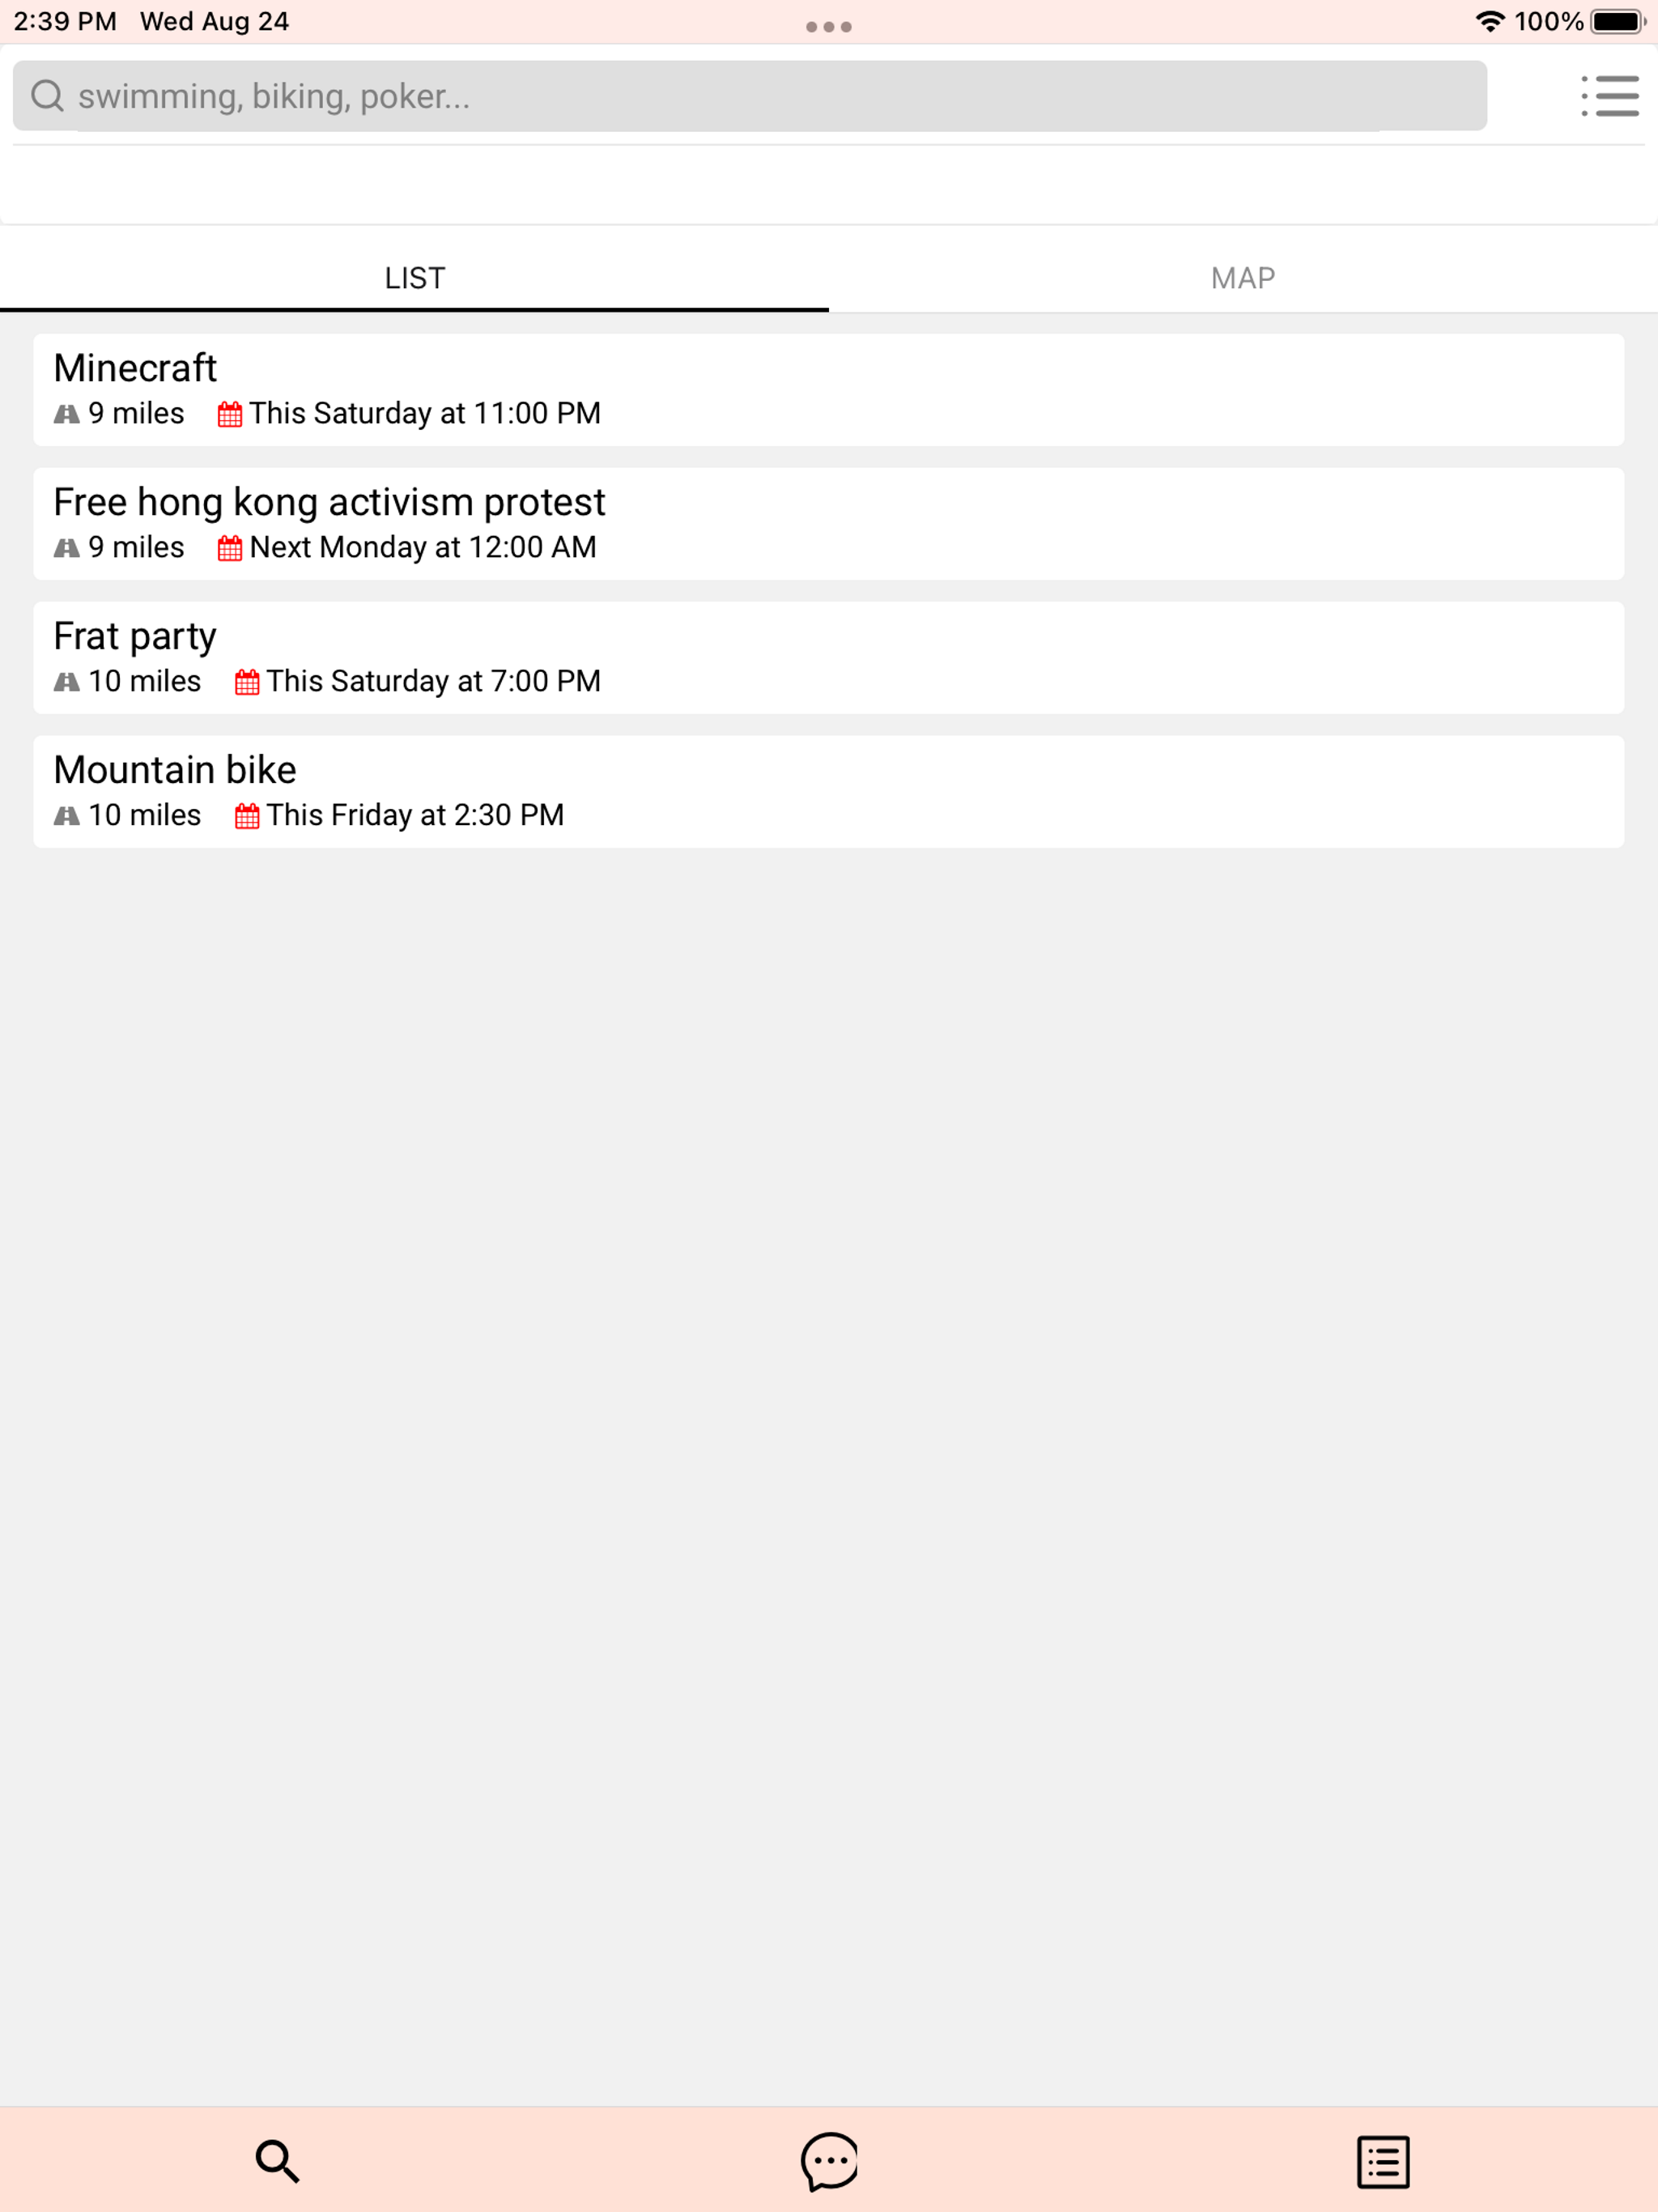 2:39 PM Wed Aug 24 100%
swimming, biking, poker...
LIST MAP
Minecraft
9 miles This Saturday at 11:00 PM
Free hong kong activism protest
9 miles Next Monday at 12:00 AM
Frat party
10 miles This Saturday at 7:00 PM
Mountain bike
10 miles This Friday at 2:30 PM